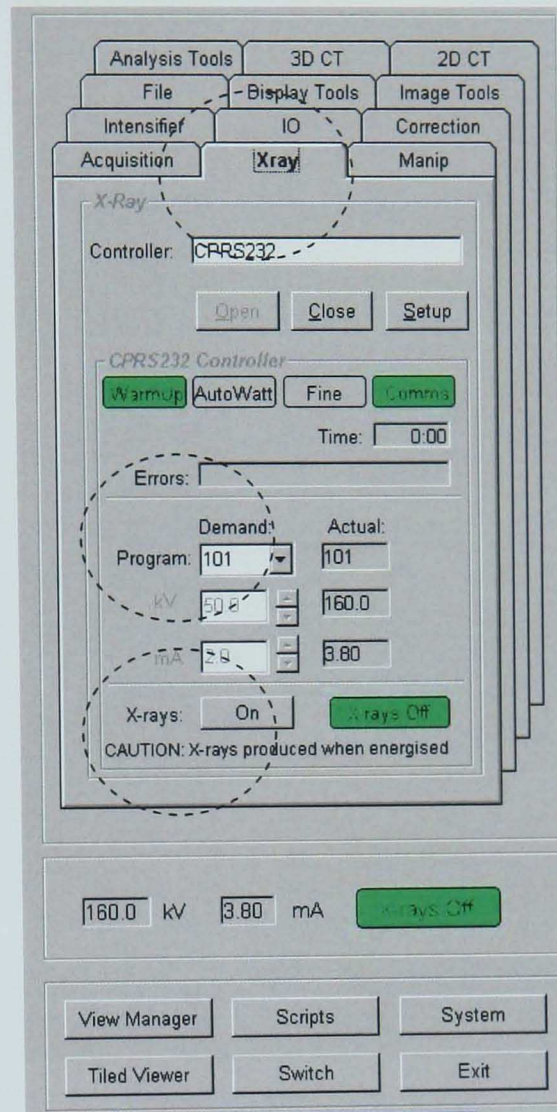 Analysis Tools 3D CT 2D CT
File Display Tools Image Tools
Intensifier IO Correction
Acquisition Xray Manip
X-Ray
Controller: CPRS232
Open Close Setup
CPRS232 Controller
WarmUp AutoWatt Fine Comms
Time: 0:00
Errors:
Demand: Actual:
Program: 101 101
kV 50.0 160.0
mA 2.0 3.80
X-rays: On X-rays Off
CAUTION: X-rays produced when energised
160.0 kV 3.80 mA X-rays Off
View Manager Scripts System
Tiled Viewer Switch Exit